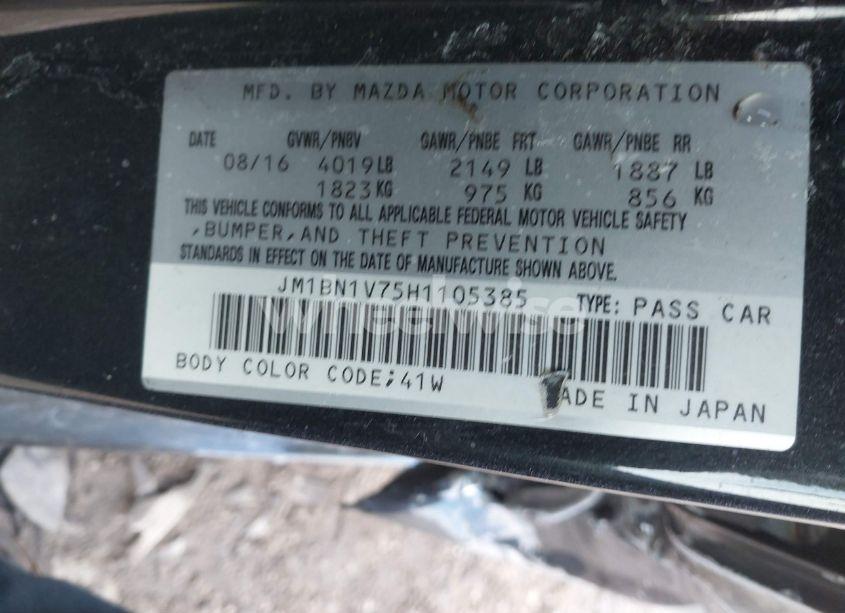 MFD. BY MAZDA MOTOR CORPORATION
DATE GVWR/PNBV GAWR/PNBE FRT GAWR/PNBE RR
08/16 4019LB 2149 LB 1887 LB
1823KG 975 KG 856 KG
THIS VEHICLE CONFORMS TO ALL APPLICABLE FEDERAL MOTOR VEHICLE SAFETY
,BUMPER,AND THEFT PREVENTION
STANDARDS IN EFFECT ON THE DATE OF MANUFACTURE SHOWN ABOVE.
JM1BN1V75H1105385 TYPE: PASS CAR
Wheelwise
BODY COLOR CODE;41W ADE IN JAPAN